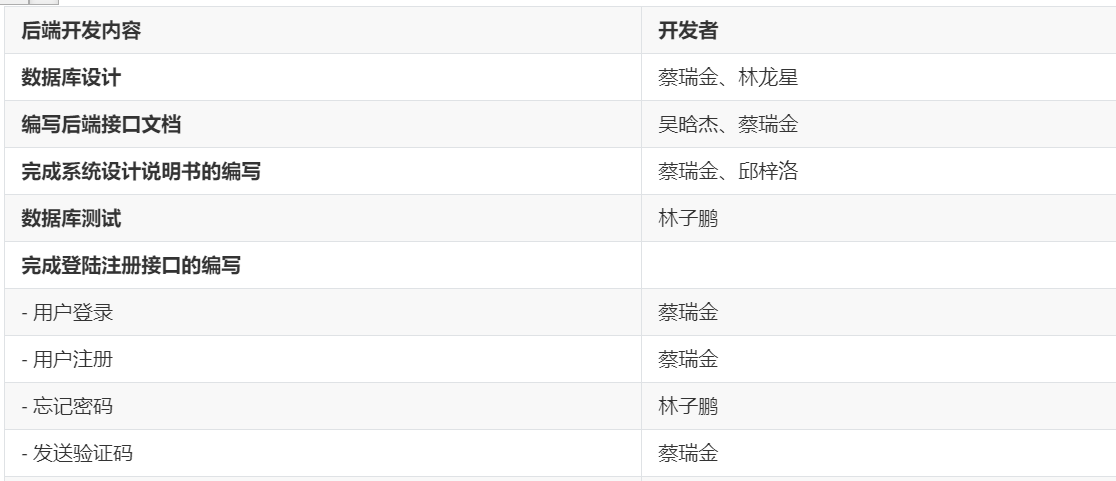 后端开发内容 开发者
数据库设计 蔡瑞金、林龙星
编写后端接口文档 吴晗杰、蔡瑞金
完成系统设计说明书的编写 蔡瑞金、邱梓洛
数据库测试 林子鹏
完成登陆注册接口的编写
- 用户登录 蔡瑞金
- 用户注册 蔡瑞金
- 忘记密码 林子鹏
- 发送验证码 蔡瑞金